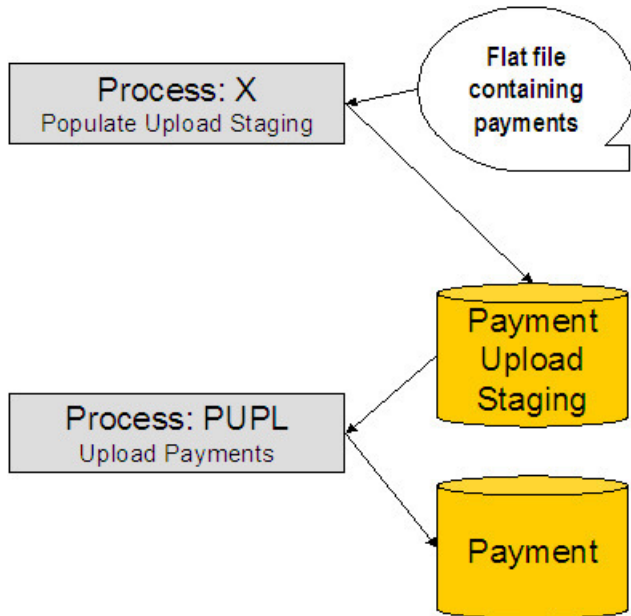 Flat file
containing
payments
Process: X
Populate Upload Staging
Payment
Upload
Staging
Process: PUPL
Upload Payments
Payment